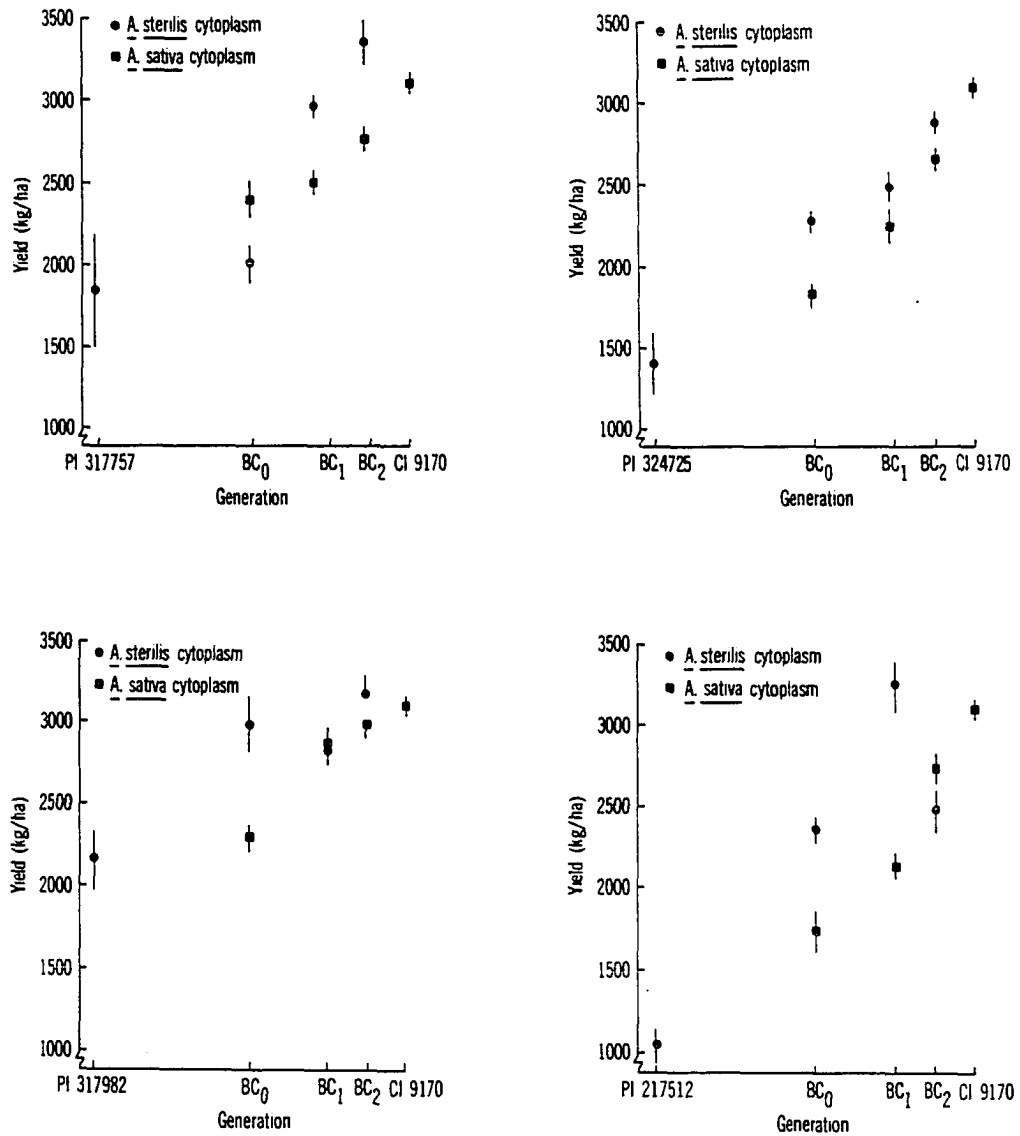 3500
3000
2500
2000
1500
1000
Yield (kg/ha)
A. sterilis cytoplasm
A. sativa cytoplasm
PI 317757 BC0 BC1 BC2 CI 9170
Generation
3500
3000
2500
2000
1500
1000
Yield (kg/ha)
A. sterilis cytoplasm
A. sativa cytoplasm
PI 324725 BC0 BC1 BC2 CI 9170
Generation
3500
3000
2500
2000
1500
1000
Yield (kg/ha)
A. sterilis cytoplasm
A. sativa cytoplasm
PI 317982 BC0 BC1 BC2 CI 9170
Generation
3500
3000
2500
2000
1500
1000
Yield (kg/ha)
A. sterilis cytoplasm
A. sativa cytoplasm
PI 217512 BC0 BC1 BC2 CI 9170
Generation